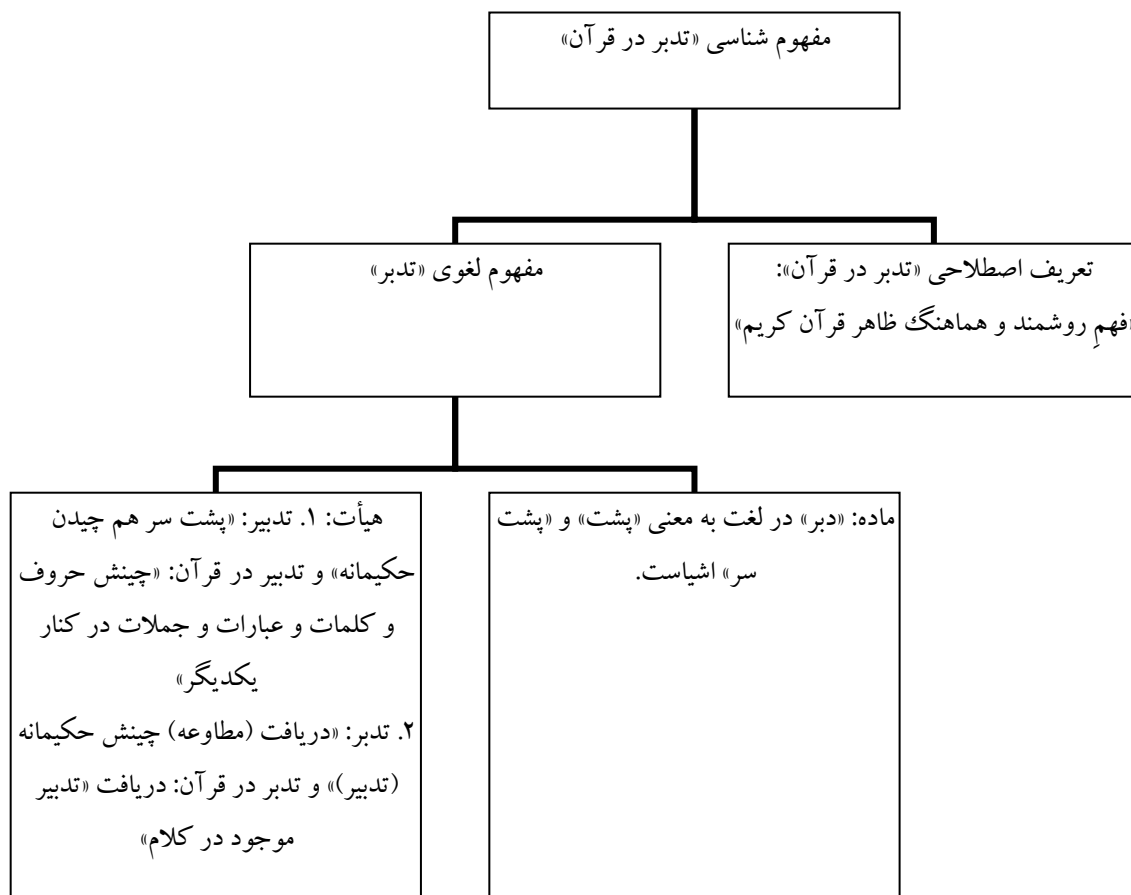 مفهوم شناسی «تدبر در قرآن»
تعریف اصطلاحی «تدبر در قرآن»:
«فهمِ روشمند و هماهنگ ظاهر قرآن کریم»
مفهوم لغوی «تدبر»
ماده: «دبر» در لغت به معنی «پشت» و «پشت
سر» اشیاست.
هیأت: ۱. تدبیر: «پشت سر هم چیدن
حکیمانه» و تدبیر در قرآن: «چینش حروف
و کلمات و عبارات و جملات در کنار
یکدیگر»
۲. تدبر: «دریافت (مطاوعه) چینش حکیمانه
(تدبیر)» و تدبر در قرآن: دریافت «تدبیر
موجود در کلام»